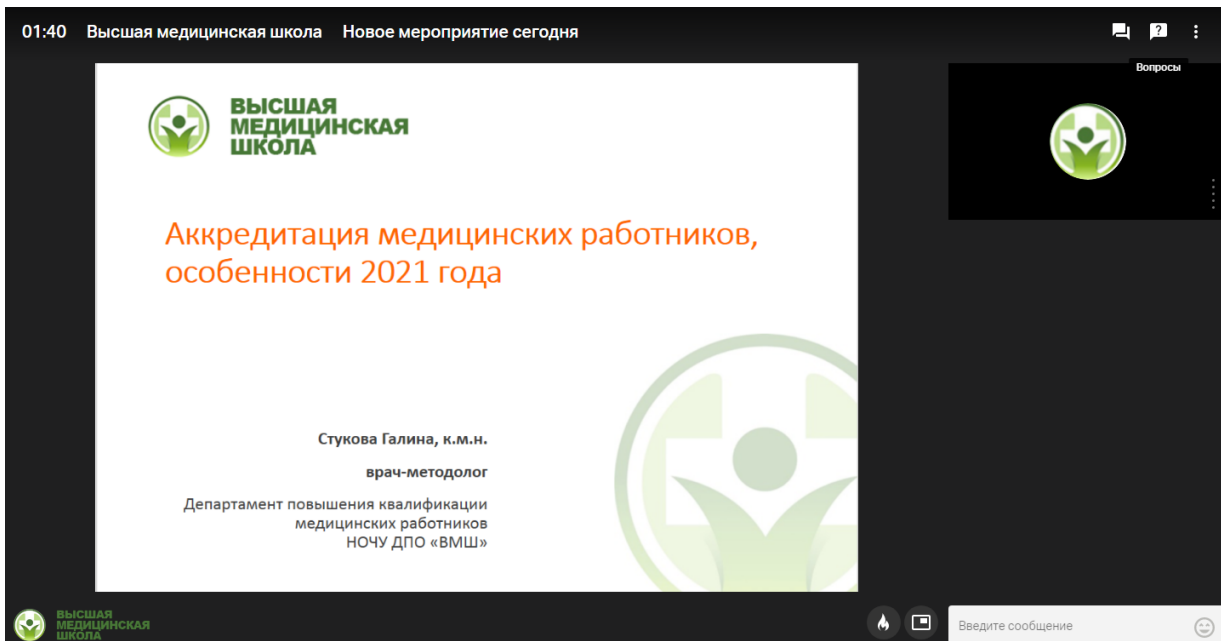 01:40 Высшая медицинская школа Новое мероприятие сегодня
?
Вопросы
ВЫСШАЯ
МЕДИЦИНСКАЯ
ШКОЛА
Аккредитация медицинских работников,
особенности 2021 года
Стукова Галина, к.м.н.
врач-методолог
Департамент повышения квалификации
медицинских работников
НОЧУ ДПО «ВМШ»
ВЫСШАЯ
МЕДИЦИНСКАЯ
ШКОЛА
Введите сообщение